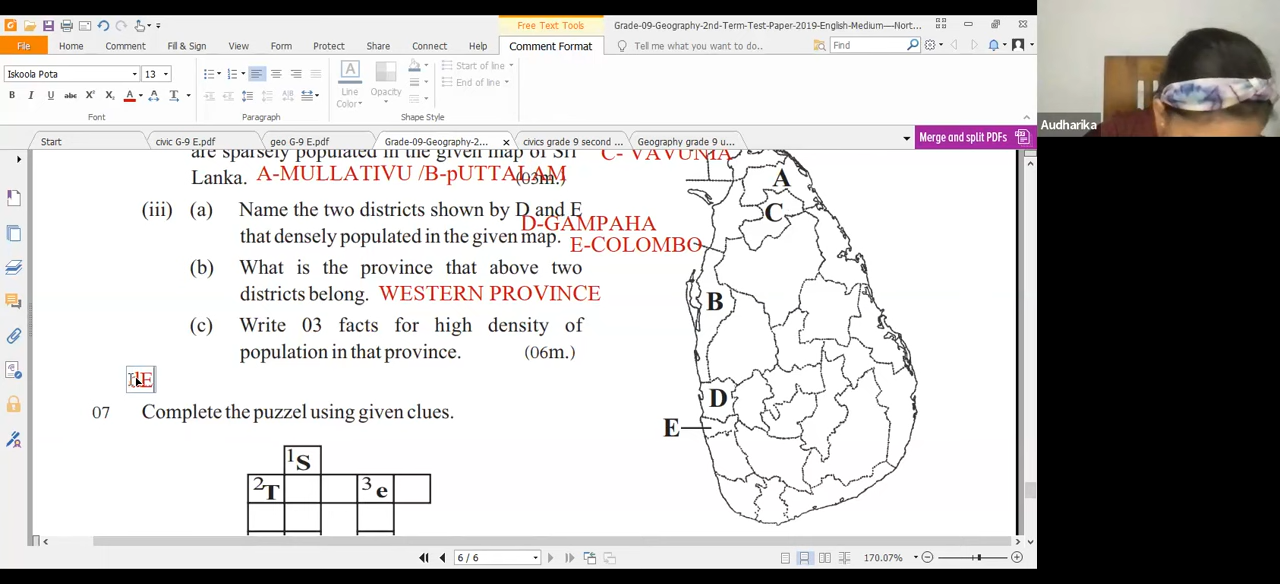 Free Text Tools
Grade-09-Geography-2nd-Term-Test-Paper-2019-English-Medium—Nort...
File Home Comment Fill & Sign View Form Protect Share Connect Help Comment Format Tell me what you want to do... Find
Iskoola Pota 13
Line Color Opacity
Start of line
End of line
B I U abc X² X₂ A T
Font Paragraph Shape Style
Start civic G-9 E.pdf geo G-9 E.pdf Grade-09-Geography-2... civics grade 9 second ... Geography grade 9 u... Merge and split PDFs
Audharika
are sparsely populated in the given map of Sri
C- VAVUNIA
Lanka. A-MULLATIVU /B-pUTTALAM (03m.)
(iii) (a) Name the two districts shown by D and E
D-GAMPAHA
that densely populated in the given map.
E-COLOMBO
(b) What is the province that above two
districts belong. WESTERN PROVINCE
(c) Write 03 facts for high density of
population in that province. (06m.)
07 Complete the puzzel using given clues.
1 S
2 T 3 e
A
C
B
D
E
6 / 6 170.07%